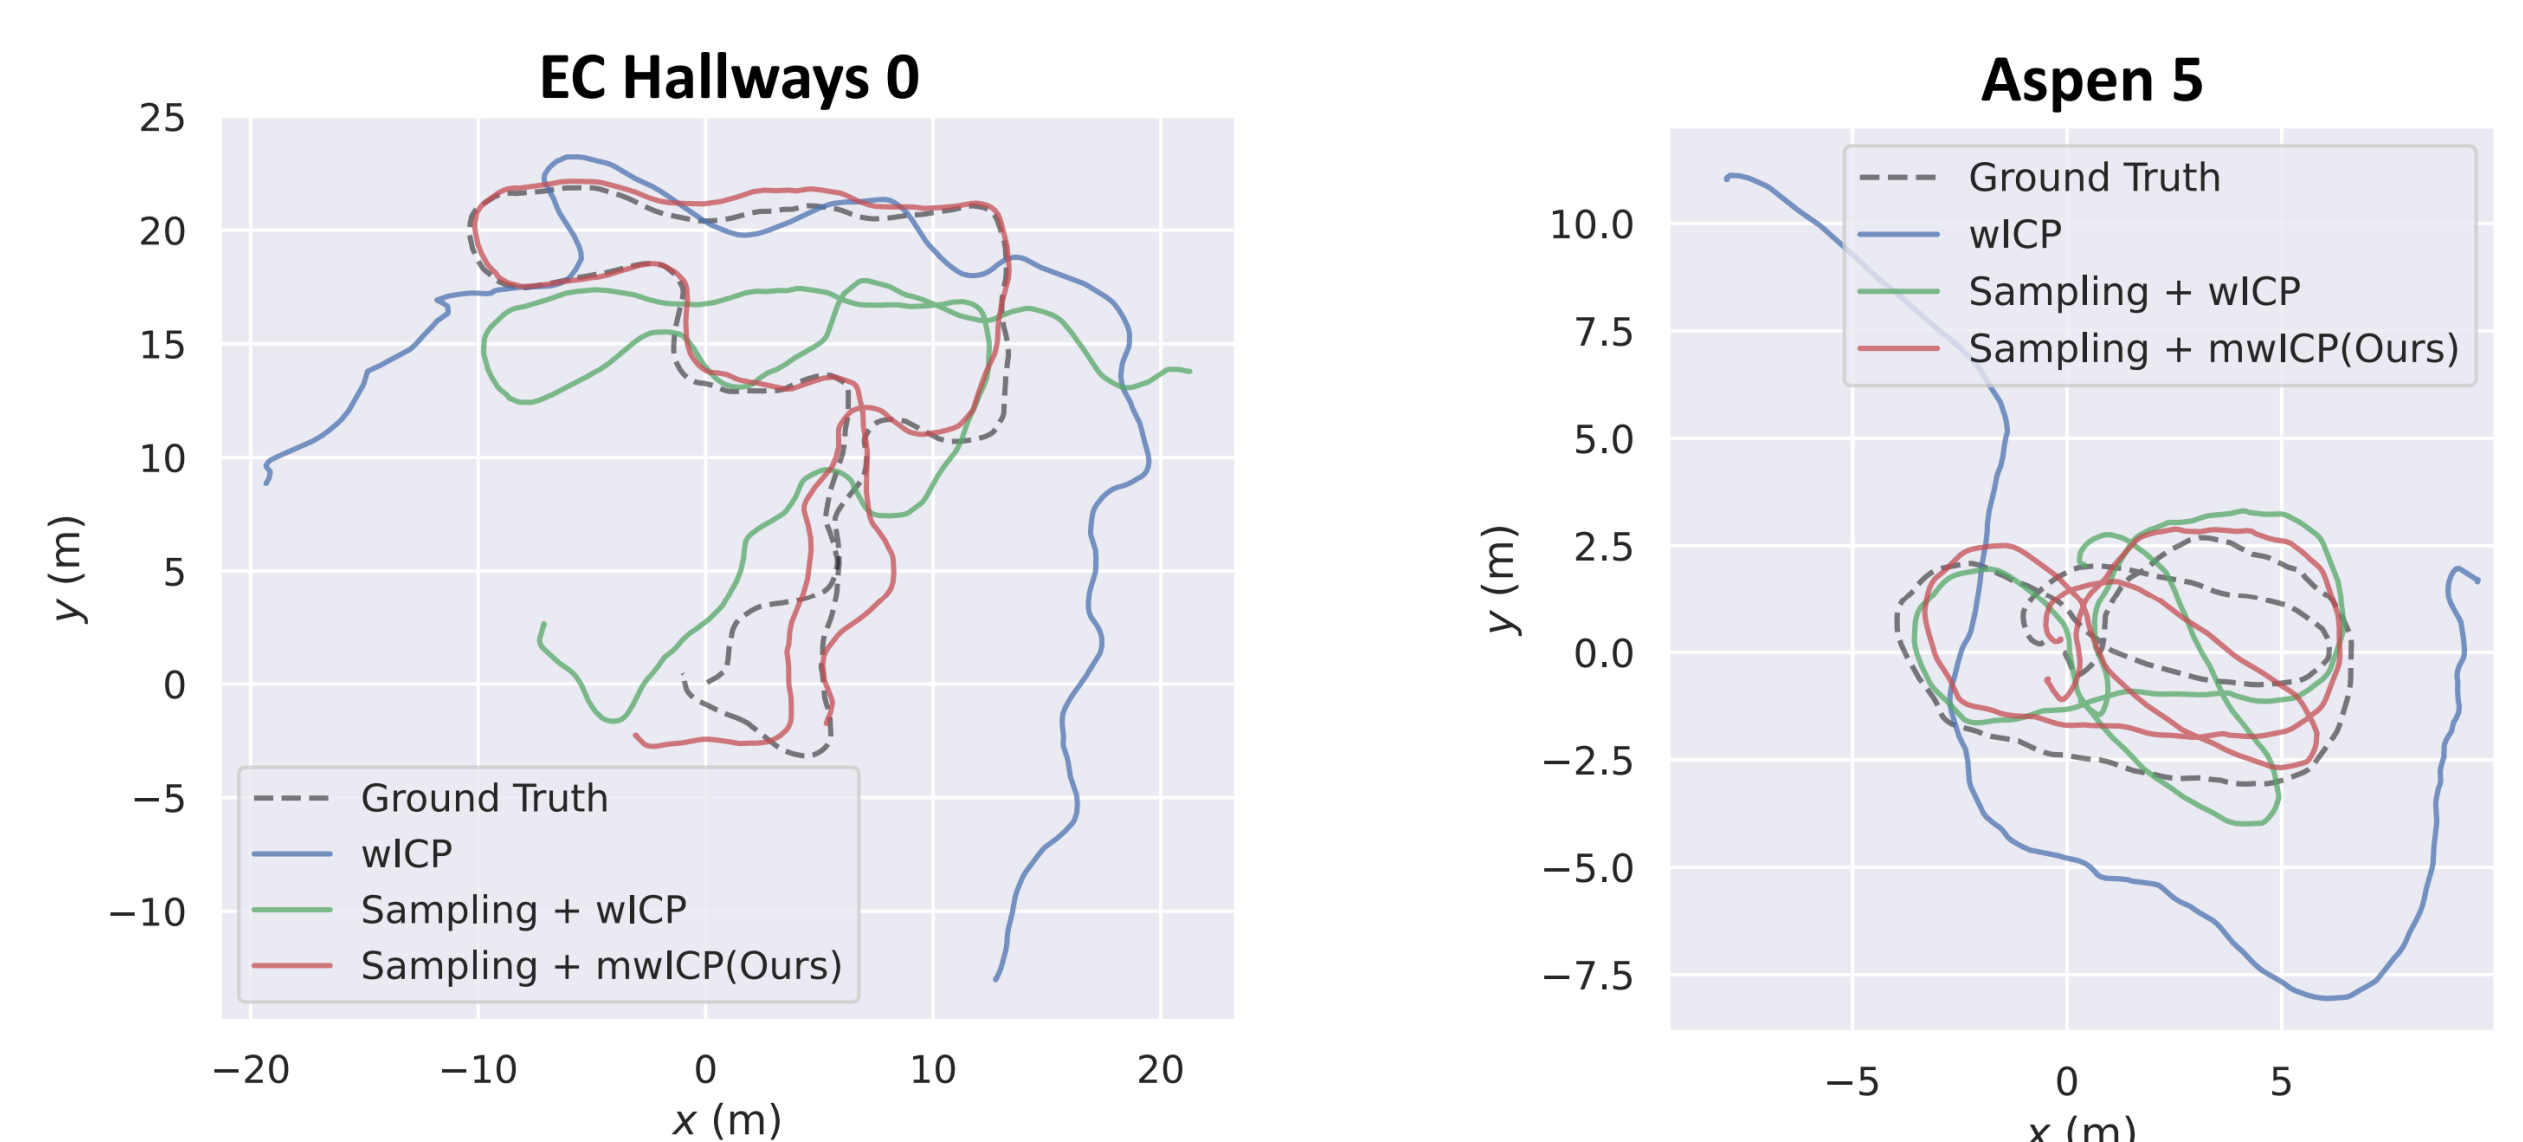 EC Hallways 0
25
20
15
10
5
0
−5
−10
y (m)
−20
−10
0
10
20
x (m)
Ground Truth
wICP
Sampling + wICP
Sampling + mwICP(Ours)
Aspen 5
10.0
7.5
5.0
2.5
0.0
−2.5
−5.0
−7.5
y (m)
−5
0
5
x (m)
Ground Truth
wICP
Sampling + wICP
Sampling + mwICP(Ours)